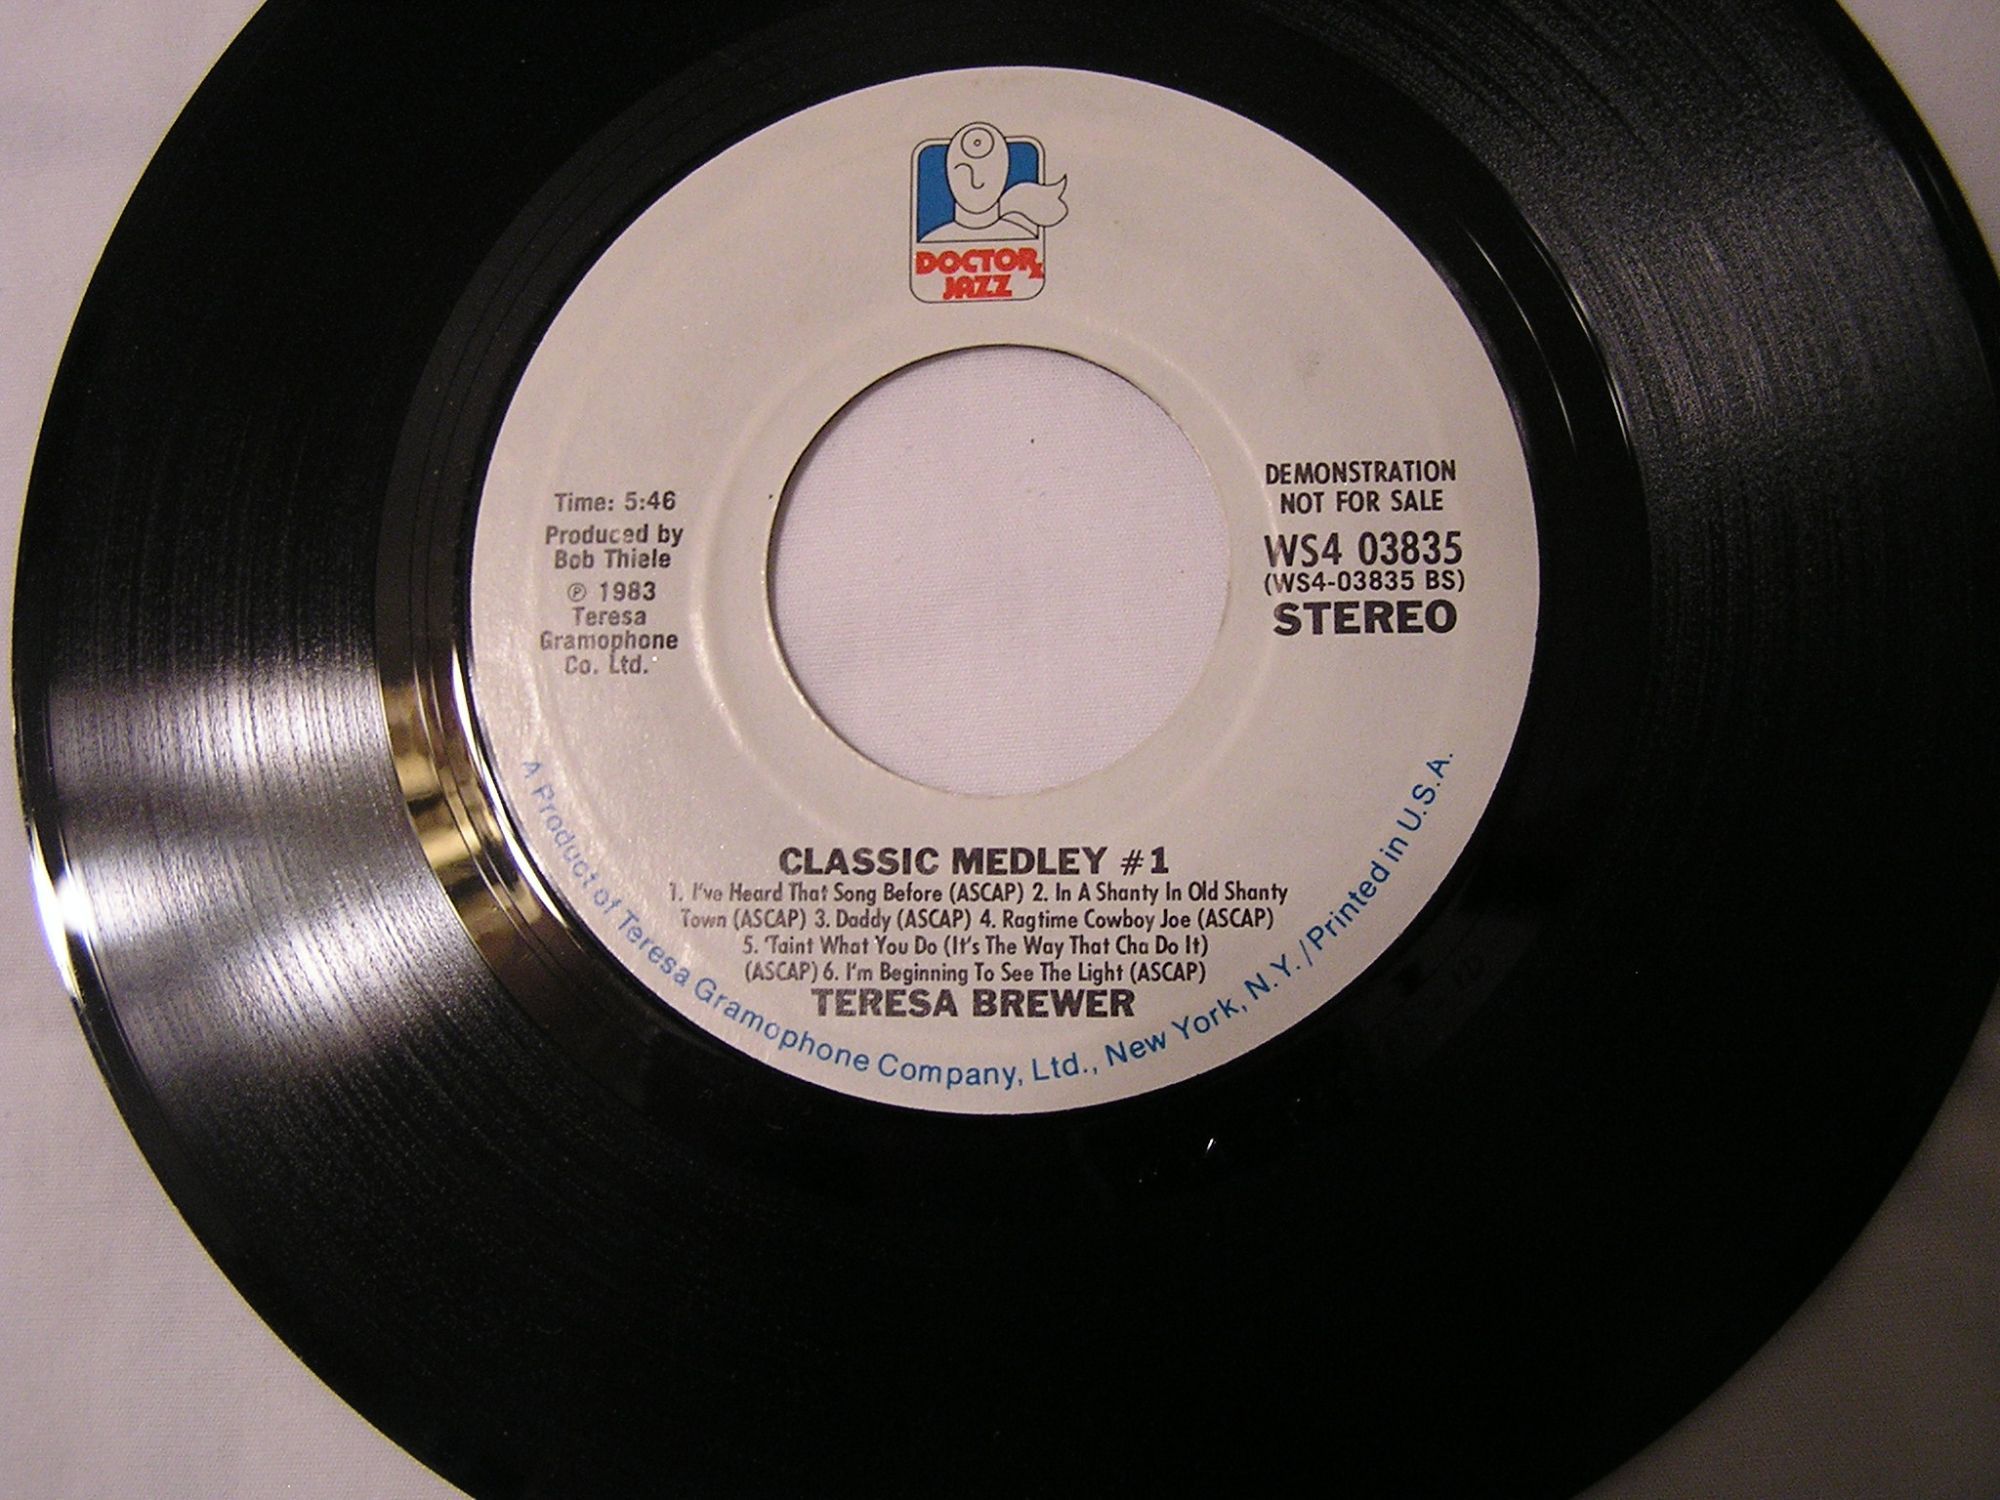 DOCTOR
JAZZ
Time: 5:46
Produced by
Bob Thiele
℗ 1983
Teresa
Gramophone
Co. Ltd.
DEMONSTRATION
NOT FOR SALE
WS4 03835
(WS4-03835 BS)
STEREO
CLASSIC MEDLEY #1
1. I've Heard That Song Before (ASCAP) 2. In A Shanty In Old Shanty
Town (ASCAP) 3. Daddy (ASCAP) 4. Ragtime Cowboy Joe (ASCAP)
5. 'Taint What You Do (It's The Way That Cha Do It)
(ASCAP) 6. I'm Beginning To See The Light (ASCAP)
TERESA BREWER
A Product of Teresa Gramophone Company, Ltd., New York, N.Y./Printed in U.S.A.